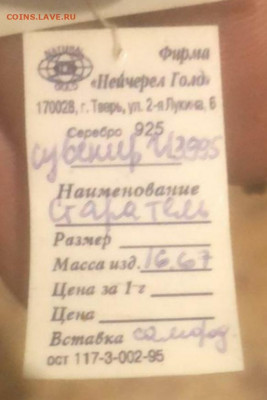 COINS.LAVE.RU
Фирма
«Нейчерел Голд»
170028, г. Тверь, ул. 2-я Лукина, 6
Серебро 925
сувенир
Наименование
Старатель
Размер
Масса изд. 16.67
Цена за 1 г
Цена
Вставка самород.
ОСТ 117-3-002-95